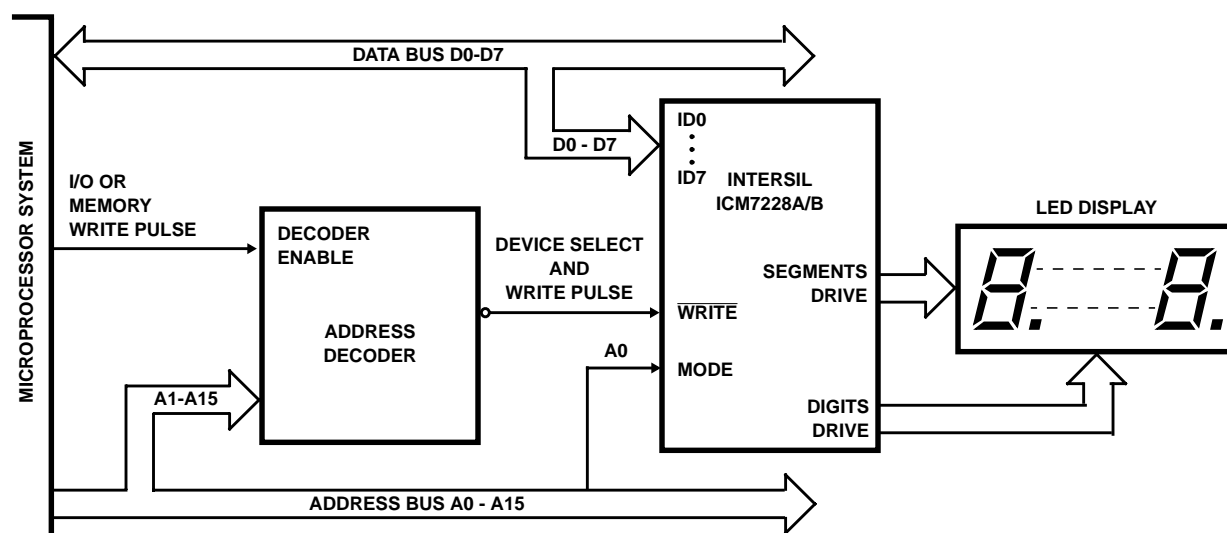 MICROPROCESSOR SYSTEM
DATA BUS D0-D7
D0 - D7
I/O OR
MEMORY
WRITE PULSE
DECODER
ENABLE
ADDRESS
DECODER
A1-A15
DEVICE SELECT
AND
WRITE PULSE
A0
ID0
ID7
INTERSIL
ICM7228A/B
SEGMENTS
DRIVE
WRITE
MODE
DIGITS
DRIVE
LED DISPLAY
8. 8.
ADDRESS BUS A0 - A15